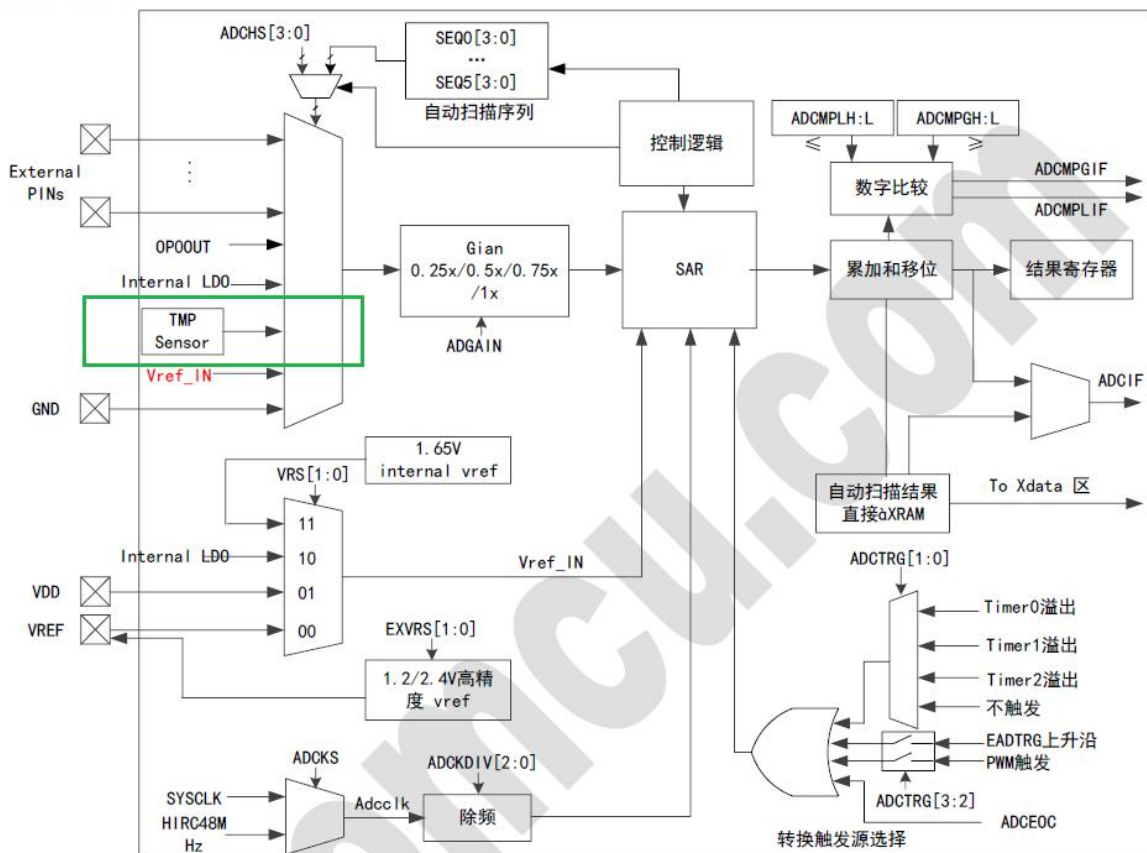 ADCHS[3:0]
SEQ0[3:0]
…
SEQ5[3:0]
自动扫描序列
控制逻辑
ADCMPLH:L
ADCMPGH:L
≤
≥
数字比较
ADCMPGIF
ADCMPLIF
External
PINs
OPOOUT
Internal LDO
TMP
Sensor
Vref_IN
GND
Gian
0.25x/0.5x/0.75x
/1x
ADGAIN
SAR
累加和移位
结果寄存器
ADCIF
自动扫描结果
直接àXRAM
To Xdata 区
1.65V
internal vref
VRS[1:0]
11
Internal LDO
10
VDD
01
VREF
00
Vref_IN
EXVRS[1:0]
1.2/2.4V高精
度 vref
ADCKS
ADCKDIV[2:0]
SYSCLK
HIRC48M
Hz
Adcclk
除频
ADCTRG[1:0]
Timer0溢出
Timer1溢出
Timer2溢出
不触发
EADTRG上升沿
PWM触发
ADCTRG[3:2]
ADCEOC
转换触发源选择
mcu.com